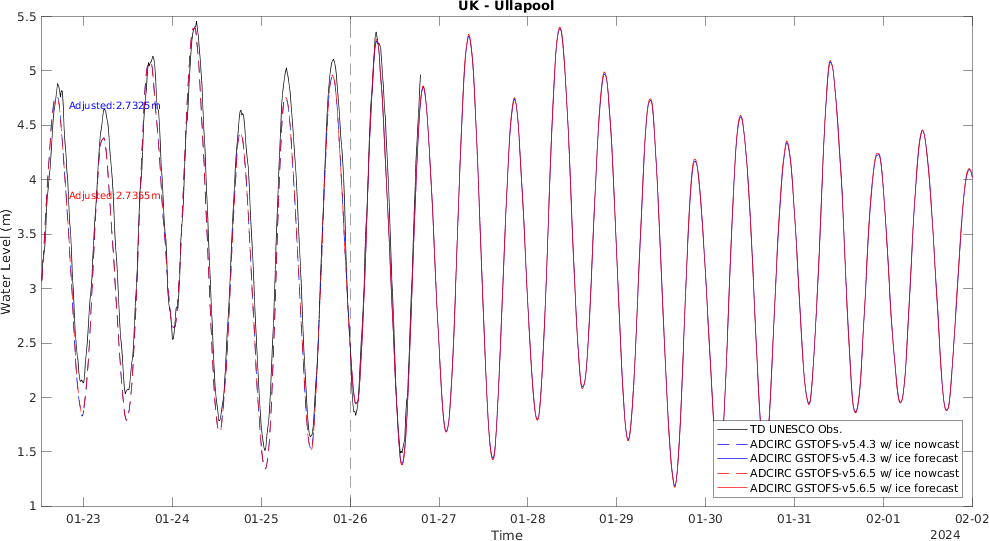 UK - Ullapool
5.5
5
4.5
4
3.5
3
2.5
2
1.5
1
Water Level (m)
Adjusted:2.7325m
Adjusted:2.7355m
TD UNESCO Obs.
ADCIRC GSTOFS-v5.4.3 w/ ice nowcast
ADCIRC GSTOFS-v5.4.3 w/ ice forecast
ADCIRC GSTOFS-v5.6.5 w/ ice nowcast
ADCIRC GSTOFS-v5.6.5 w/ ice forecast
01-23 01-24 01-25 01-26 01-27 01-28 01-29 01-30 01-31 02-01 02-02
Time
2024